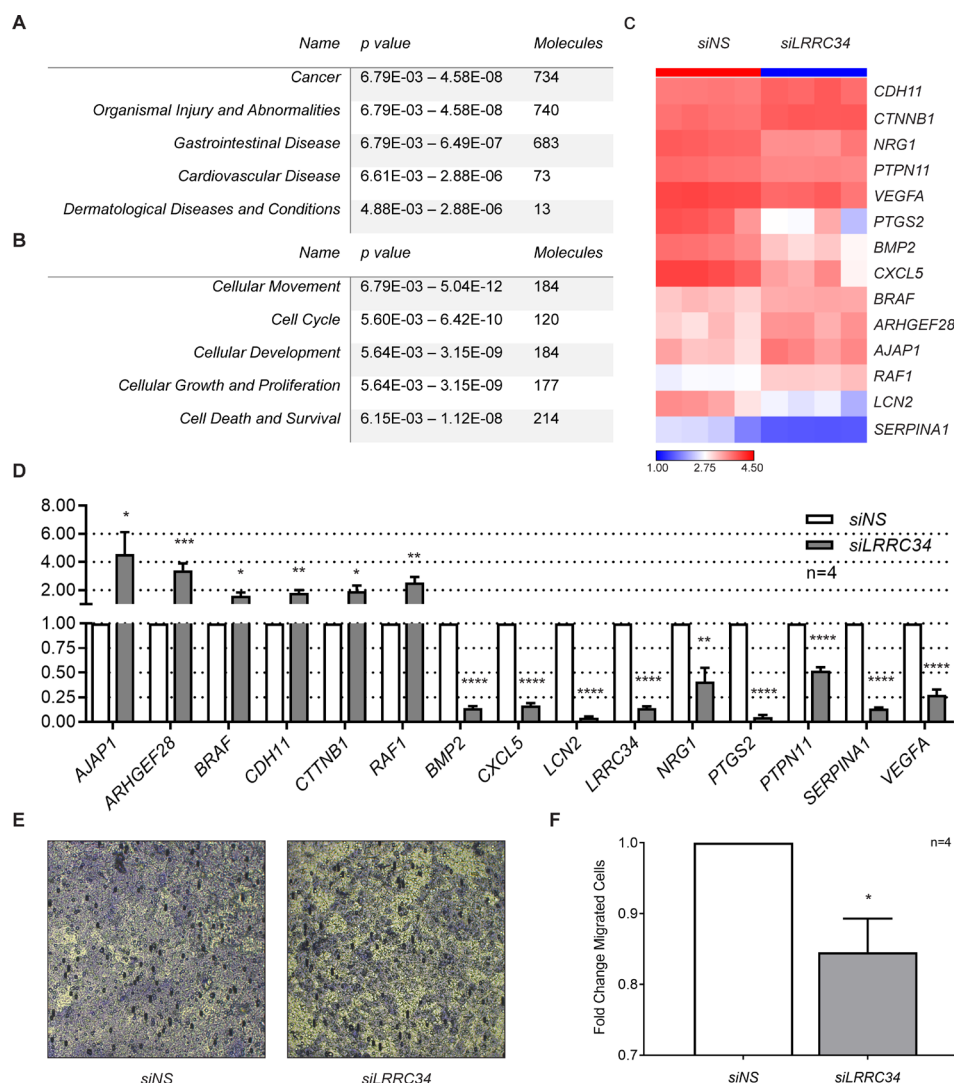 A
Name p value Molecules
Cancer 6.79E-03 – 4.58E-08 734
Organismal Injury and Abnormalities 6.79E-03 – 4.58E-08 740
Gastrointestinal Disease 6.79E-03 – 6.49E-07 683
Cardiovascular Disease 6.61E-03 – 2.88E-06 73
Dermatological Diseases and Conditions 4.88E-03 – 2.88E-06 13
B
Name p value Molecules
Cellular Movement 6.79E-03 – 5.04E-12 184
Cell Cycle 5.60E-03 – 6.42E-10 120
Cellular Development 5.64E-03 – 3.15E-09 184
Cellular Growth and Proliferation 5.64E-03 – 3.15E-09 177
Cell Death and Survival 6.15E-03 – 1.12E-08 214
C
siNS siLRRC34
CDH11
CTNNB1
NRG1
PTPN11
VEGFA
PTGS2
BMP2
CXCL5
BRAF
ARHGEF28
AJAP1
RAF1
LCN2
SERPINA1
1.00 2.75 4.50
D
8.00
6.00
4.00
2.00
1.00
0.75
0.50
0.25
0.00
* *** * ** * ** **** **** **** **** ** **** **** **** ****
siNS
siLRRC34
n=4
AJAP1 ARHGEF28 BRAF CDH11 CTTNB1 RAF1 BMP2 CXCL5 LCN2 LRRC34 NRG1 PTGS2 PTPN11 SERPINA1 VEGFA
E
siNS siLRRC34
F
Fold Change Migrated Cells
1.0
0.9
0.8
0.7
n=4
*
siNS siLRRC34